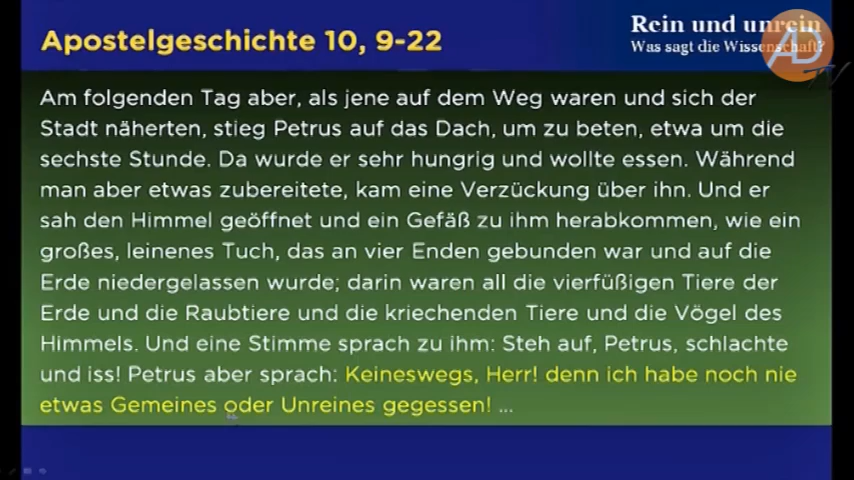 Apostelgeschichte 10, 9-22
Rein und unrein
Was sagt die Wissenschaft?
AD
TV
Am folgenden Tag aber, als jene auf dem Weg waren und sich der
Stadt näherten, stieg Petrus auf das Dach, um zu beten, etwa um die
sechste Stunde. Da wurde er sehr hungrig und wollte essen. Während
man aber etwas zubereitete, kam eine Verzückung über ihn. Und er
sah den Himmel geöffnet und ein Gefäß zu ihm herabkommen, wie ein
großes, leinenes Tuch, das an vier Enden gebunden war und auf die
Erde niedergelassen wurde; darin waren all die vierfüßigen Tiere der
Erde und die Raubtiere und die kriechenden Tiere und die Vögel des
Himmels. Und eine Stimme sprach zu ihm: Steh auf, Petrus, schlachte
und iss! Petrus aber sprach: Keineswegs, Herr! denn ich habe noch nie
etwas Gemeines oder Unreines gegessen! ...